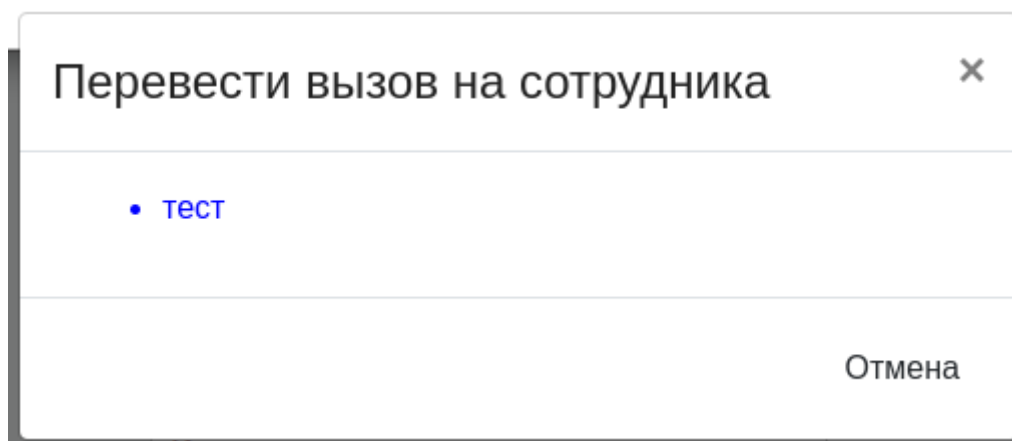 Перевести вызов на сотрудника ×
• тест
Отмена